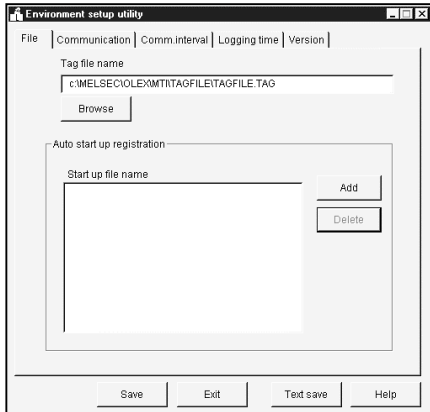 Environment setup utility
File Communication Comm.interval Logging time Version
Tag file name
c:\MELSEC\OLEX\MTI\TAGFILE\TAGFILE.TAG
Browse
Auto start up registration
Start up file name
Add
Delete
Save Exit Text save Help